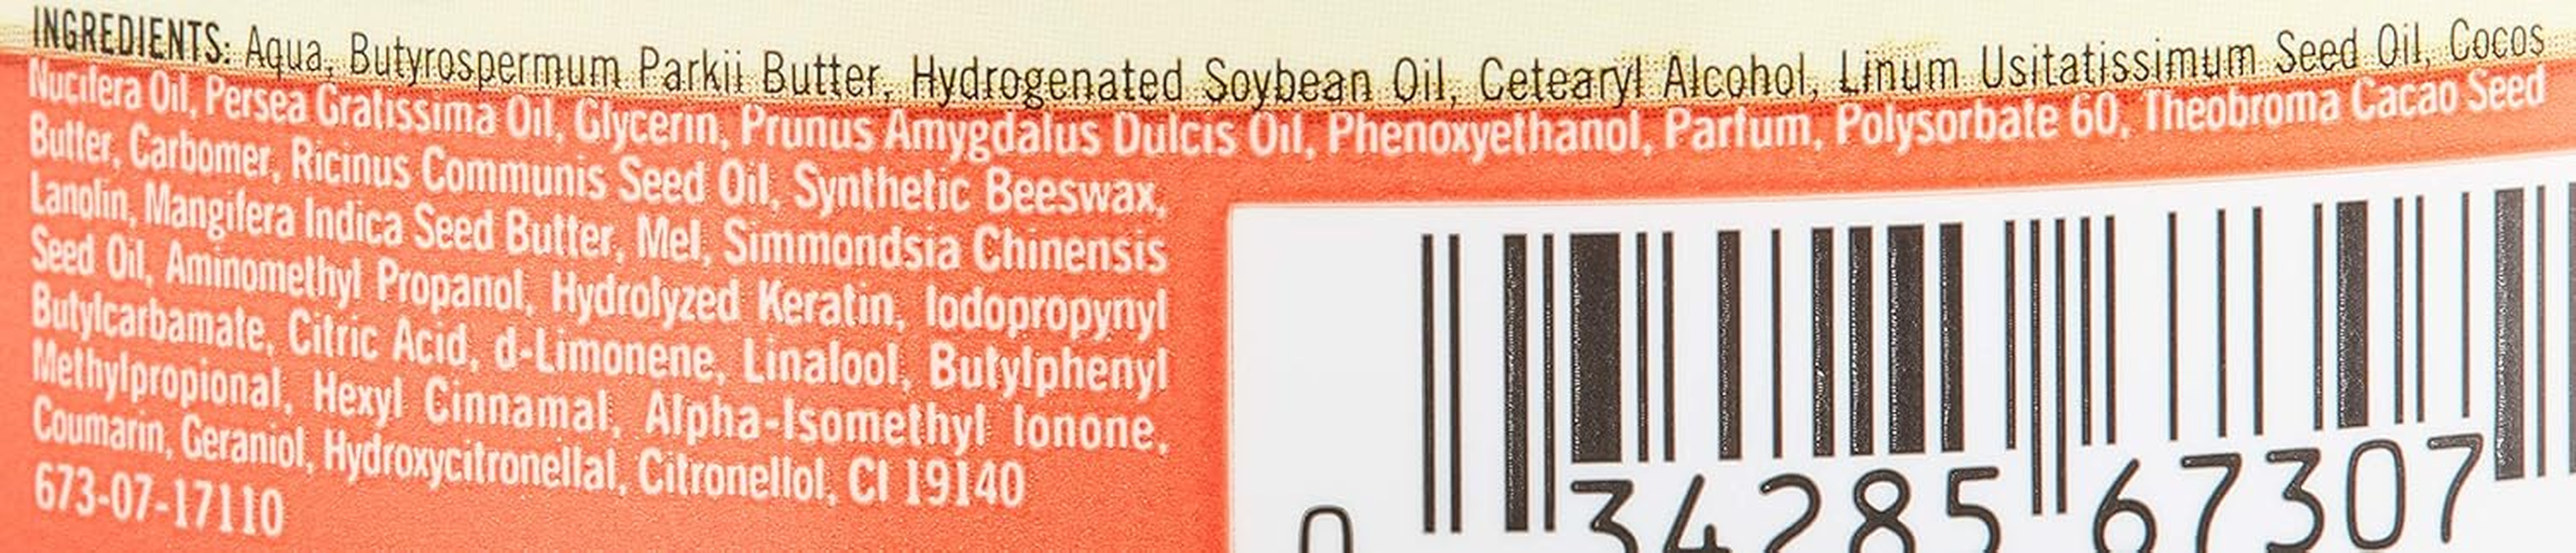 INGREDIENTS: Aqua, Butyrospermum Parkii Butter, Hydrogenated Soybean Oil, Cetearyl Alcohol, Linum Usitatissimum Seed Oil, Cocos
Nucifera Oil, Persea Gratissima Oil, Glycerin, Prunus Amygdalus Dulcis Oil, Phenoxyethanol, Parfum, Polysorbate 60, Theobroma Cacao Seed
Butter, Carbomer, Ricinus Communis Seed Oil, Synthetic Beeswax,
Lanolin, Mangifera Indica Seed Butter, Mel, Simmondsia Chinensis
Seed Oil, Aminomethyl Propanol, Hydrolyzed Keratin, Iodopropynyl
Butylcarbamate, Citric Acid, d-Limonene, Linalool, Butylphenyl
Methylpropional, Hexyl Cinnamal, Alpha-Isomethyl Ionone,
Coumarin, Geraniol, Hydroxycitronellal, Citronellol, CI 19140
673-07-17110
0 34285 67307